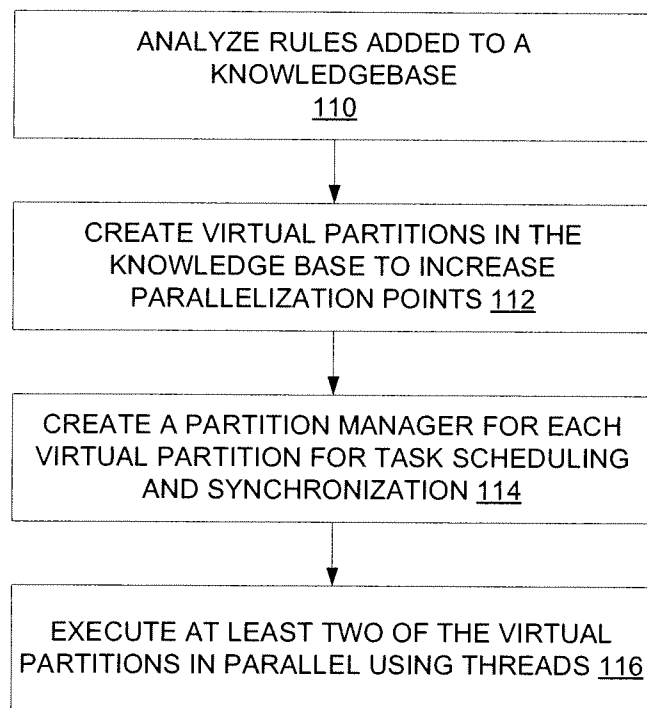 ANALYZE RULES ADDED TO A
KNOWLEDGEBASE
110
CREATE VIRTUAL PARTITIONS IN THE
KNOWLEDGE BASE TO INCREASE
PARALLELIZATION POINTS 112
CREATE A PARTITION MANAGER FOR EACH
VIRTUAL PARTITION FOR TASK SCHEDULING
AND SYNCHRONIZATION 114
EXECUTE AT LEAST TWO OF THE VIRTUAL
PARTITIONS IN PARALLEL USING THREADS 116